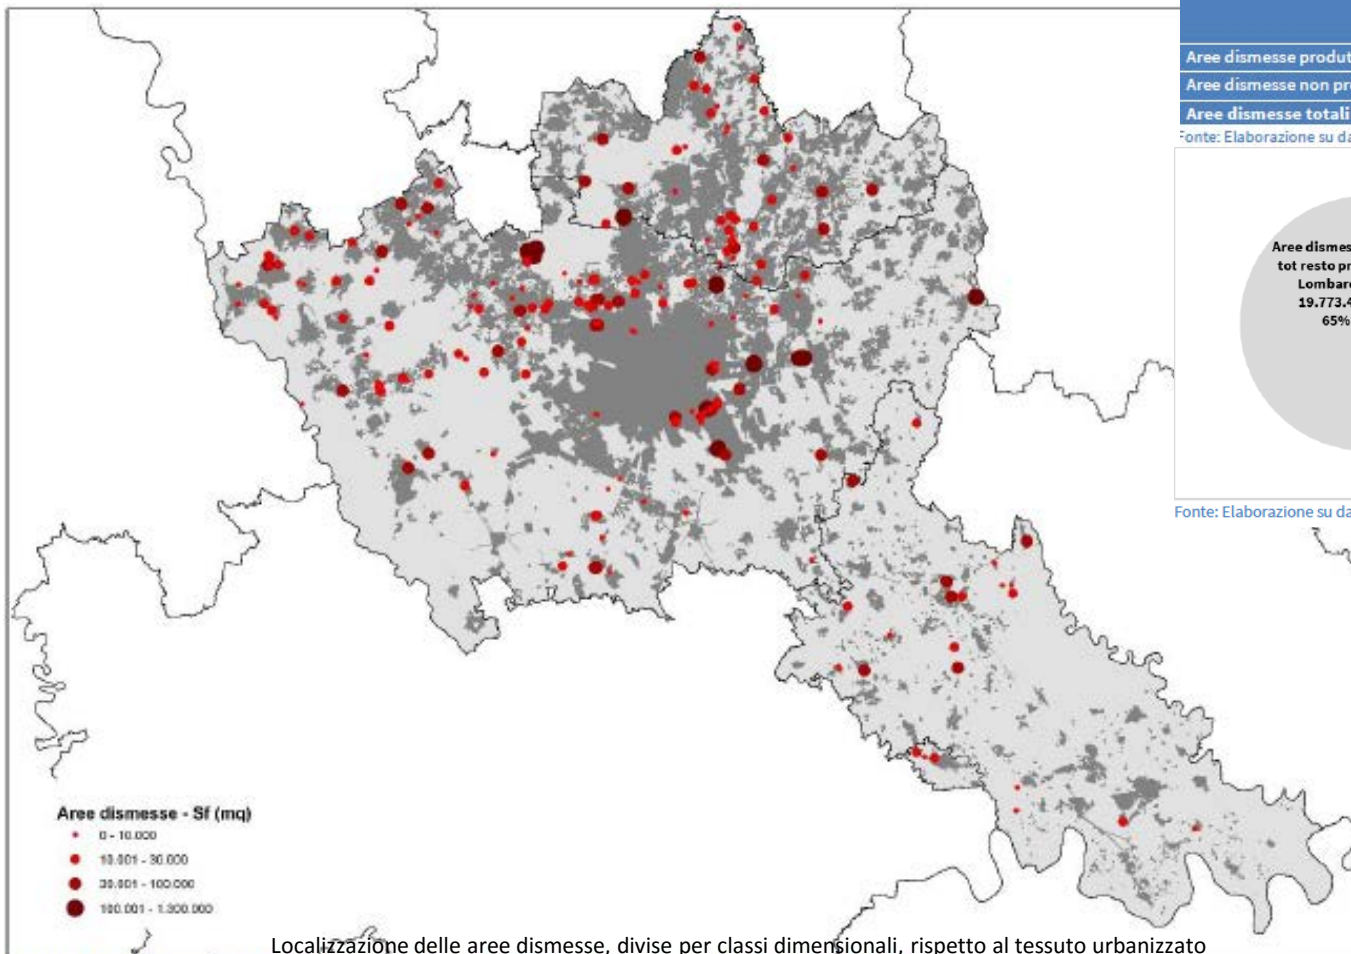 Aree dismesse produt
Aree dismesse non pr
Aree dismesse totali
Fonte: Elaborazione su da
Aree dismes
tot resto pr
Lombar
19.773.4
65%
Fonte: Elaborazione su da
Aree dismesse - Sf (mq)
0 - 10.000
10.001 - 30.000
30.001 - 100.000
100.001 - 1.300.000
Localizzazione delle aree dismesse, divise per classi dimensionali, rispetto al tessuto urbanizzato